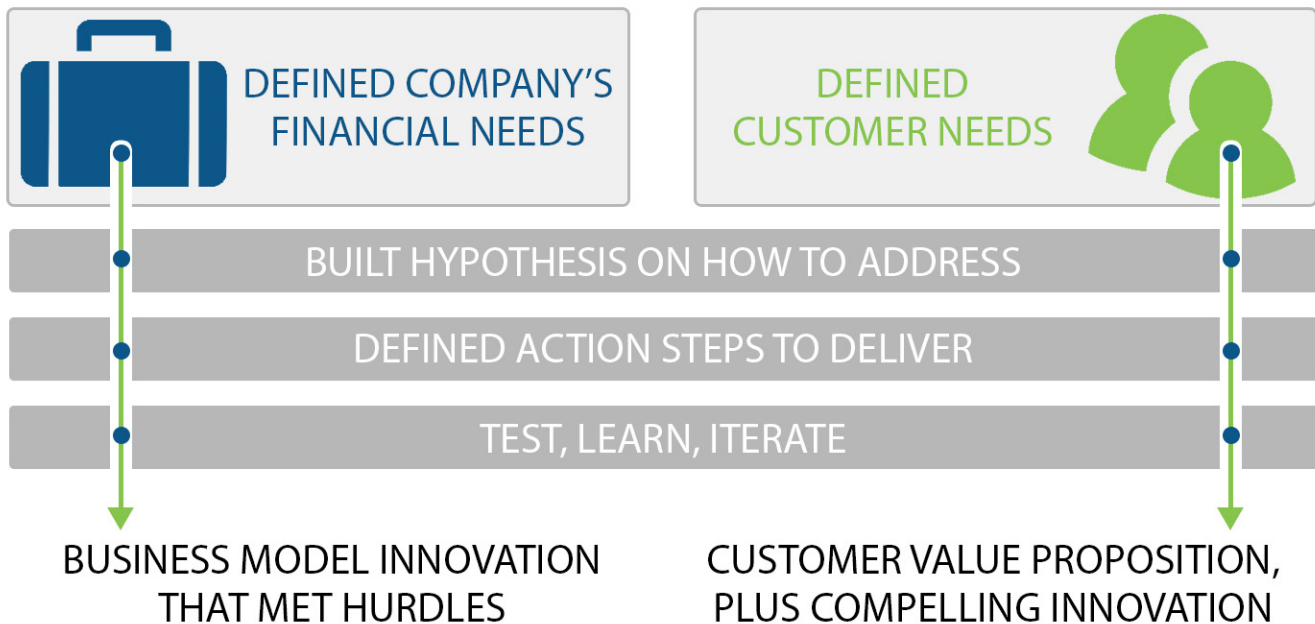 DEFINED COMPANY'S
FINANCIAL NEEDS
DEFINED
CUSTOMER NEEDS
BUILT HYPOTHESIS ON HOW TO ADDRESS
DEFINED ACTION STEPS TO DELIVER
TEST, LEARN, ITERATE
BUSINESS MODEL INNOVATION
THAT MET HURDLES
CUSTOMER VALUE PROPOSITION,
PLUS COMPELLING INNOVATION